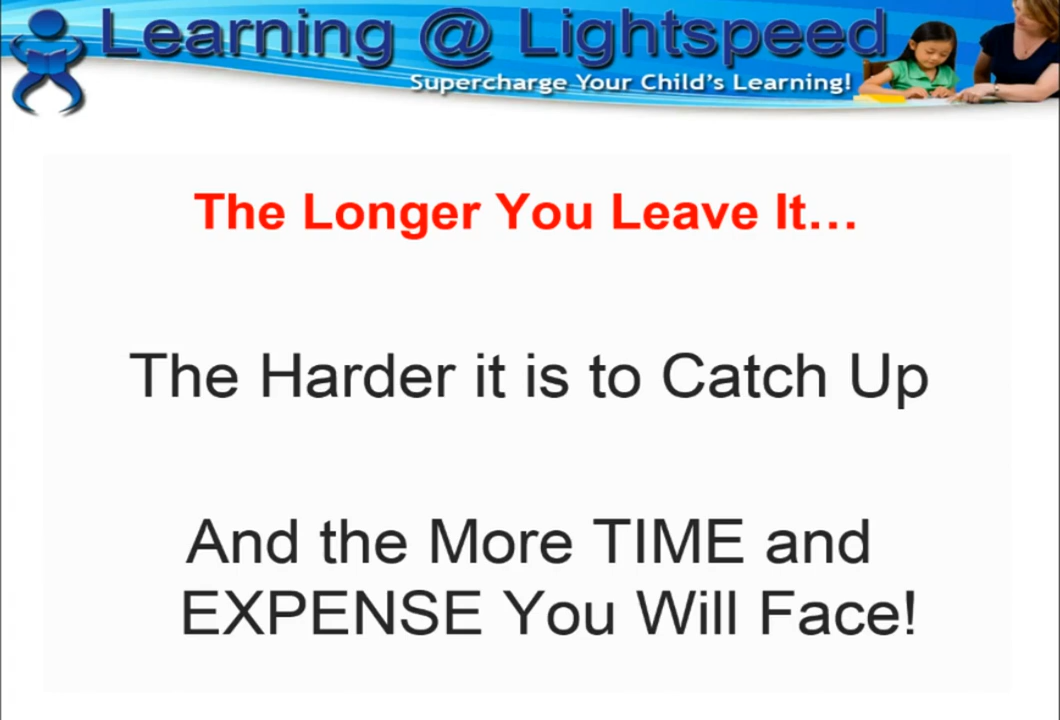 Learning @ Lightspeed
Supercharge Your Child's Learning!
The Longer You Leave It...
The Harder it is to Catch Up
And the More TIME and
EXPENSE You Will Face!